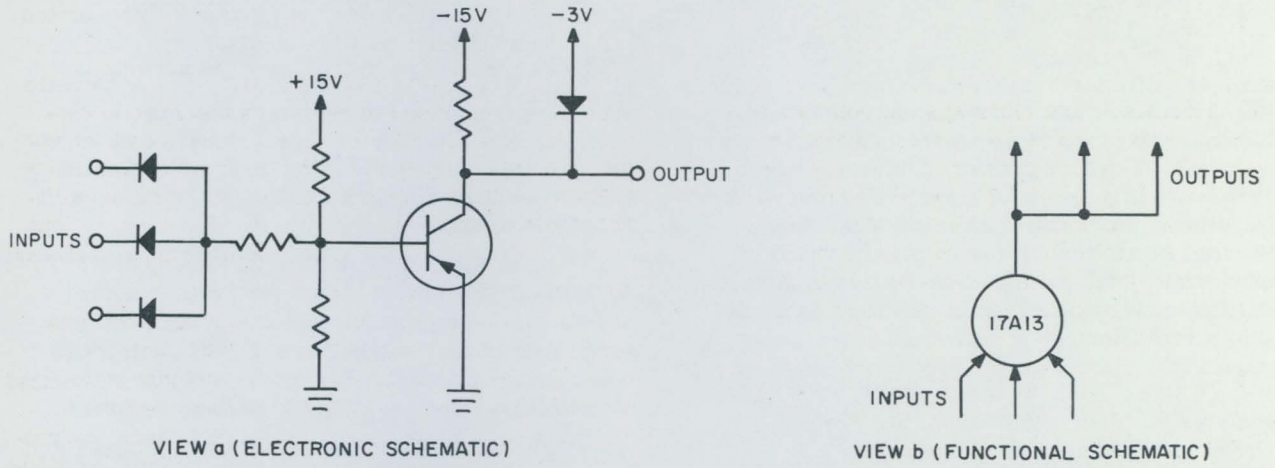 -15V
-3V
+15V
INPUTS
OUTPUT
VIEW a (ELECTRONIC SCHEMATIC)
OUTPUTS
17A13
INPUTS
VIEW b (FUNCTIONAL SCHEMATIC)